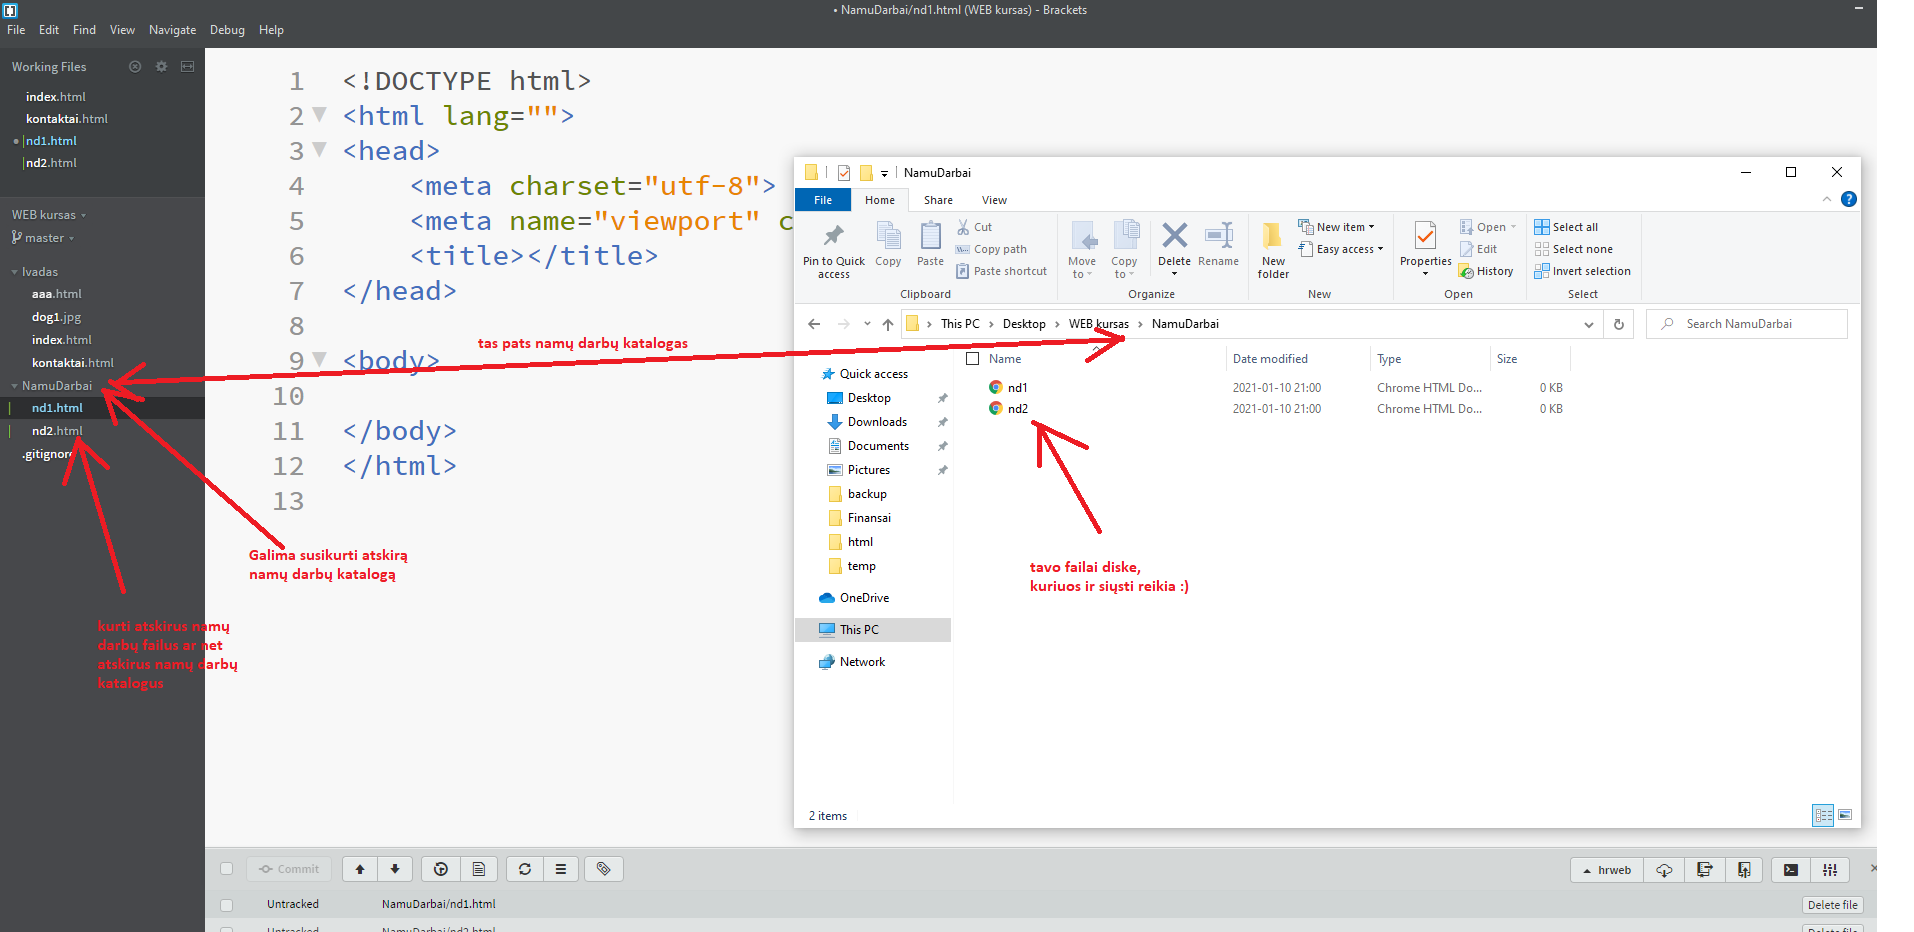 • NamuDarbai/nd1.html (WEB kursas) - Brackets
File Edit Find View Navigate Debug Help
Working Files
index.html
kontaktai.html
nd1.html
nd2.html
WEB kursas
master
Ivadas
aaa.html
dog1.jpg
index.html
kontaktai.html
NamuDarbai
nd1.html
nd2.html
.gitignore
1 <!DOCTYPE html>
2 <html lang="">
3 <head>
4 <meta charset="utf-8">
5 <meta name="viewport" c
6 <title></title>
7 </head>
8
9 <body>
10
11 </body>
12 </html>
13
tas pats namų darbų katalogas
Galima susikurti atskirą
namų darbų katalogą
kurti atskirus namų
darbų failus ar net
atskirus namų darbų
katalogus
NamuDarbai
File Home Share View
Pin to Quick access
Copy
Paste
Cut
Copy path
Paste shortcut
Clipboard
Move to
Copy to
Delete
Rename
Organize
New folder
New item
Easy access
New
Properties
Open
Edit
History
Open
Select all
Select none
Invert selection
Select
This PC > Desktop > WEB kursas > NamuDarbai
Search NamuDarbai
Name Date modified Type Size
nd1 2021-01-10 21:00 Chrome HTML Do... 0 KB
nd2 2021-01-10 21:00 Chrome HTML Do... 0 KB
Quick access
Desktop
Downloads
Documents
Pictures
backup
Finansai
html
temp
OneDrive
This PC
Network
tavo failai diske,
kuriuos ir siųsti reikia :)
2 items
Commit
hrweb
Untracked NamuDarbai/nd1.html Delete file
Untracked NamuDarbai/nd2.html Delete file